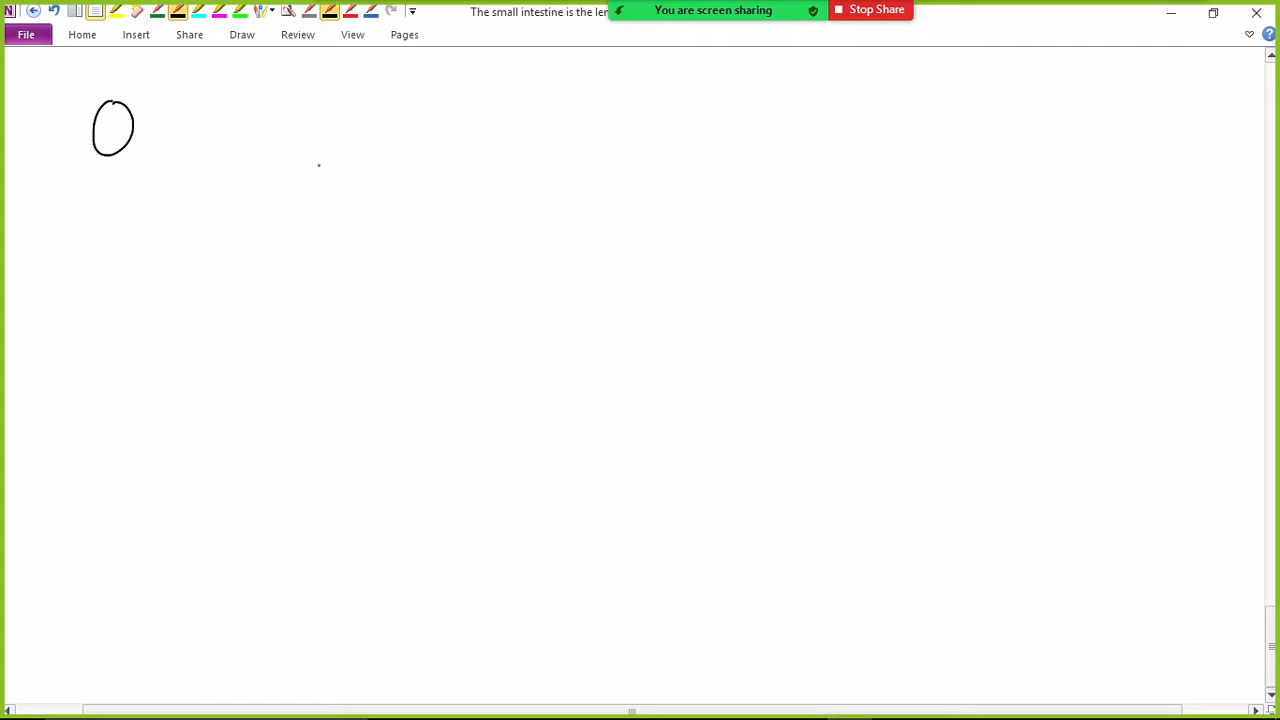 The small intestine is the ler
You are screen sharing
Stop Share
File
Home
Insert
Share
Draw
Review
View
Pages
O